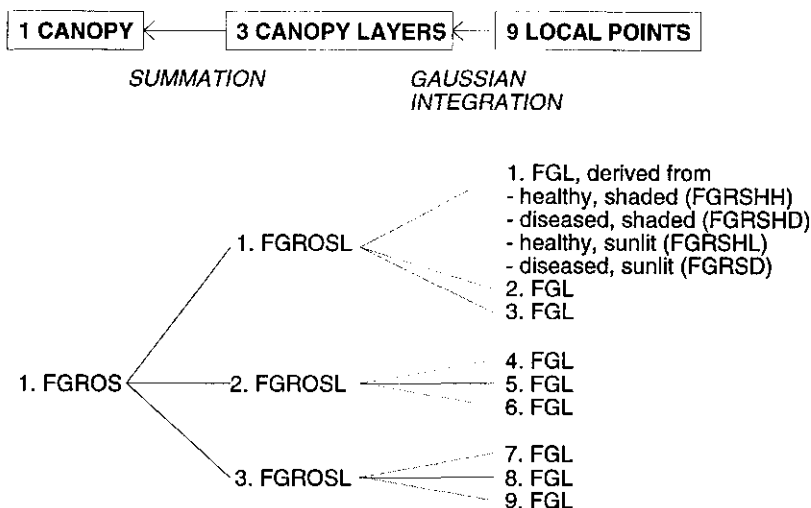 1 CANOPY
3 CANOPY LAYERS
9 LOCAL POINTS
SUMMATION
GAUSSIAN
INTEGRATION
1. FGL, derived from
- healthy, shaded (FGRSHH)
- diseased, shaded (FGRSHD)
1. FGROSL
- healthy, sunlit (FGRSHL)
- diseased, sunlit (FGRSD)
2. FGL
3. FGL
4. FGL
1. FGROS
2. FGROSL
5. FGL
6. FGL
7. FGL
3. FGROSL
8. FGL
9. FGL